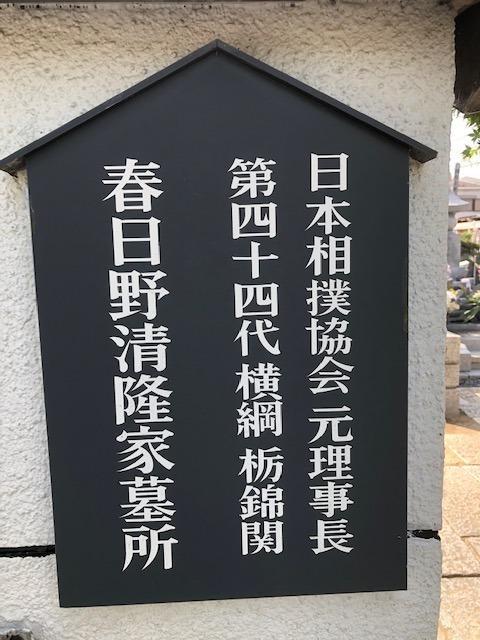 日本相撲協会 元理事長
第四十四代 横綱 栃錦関
春日野清隆家墓所